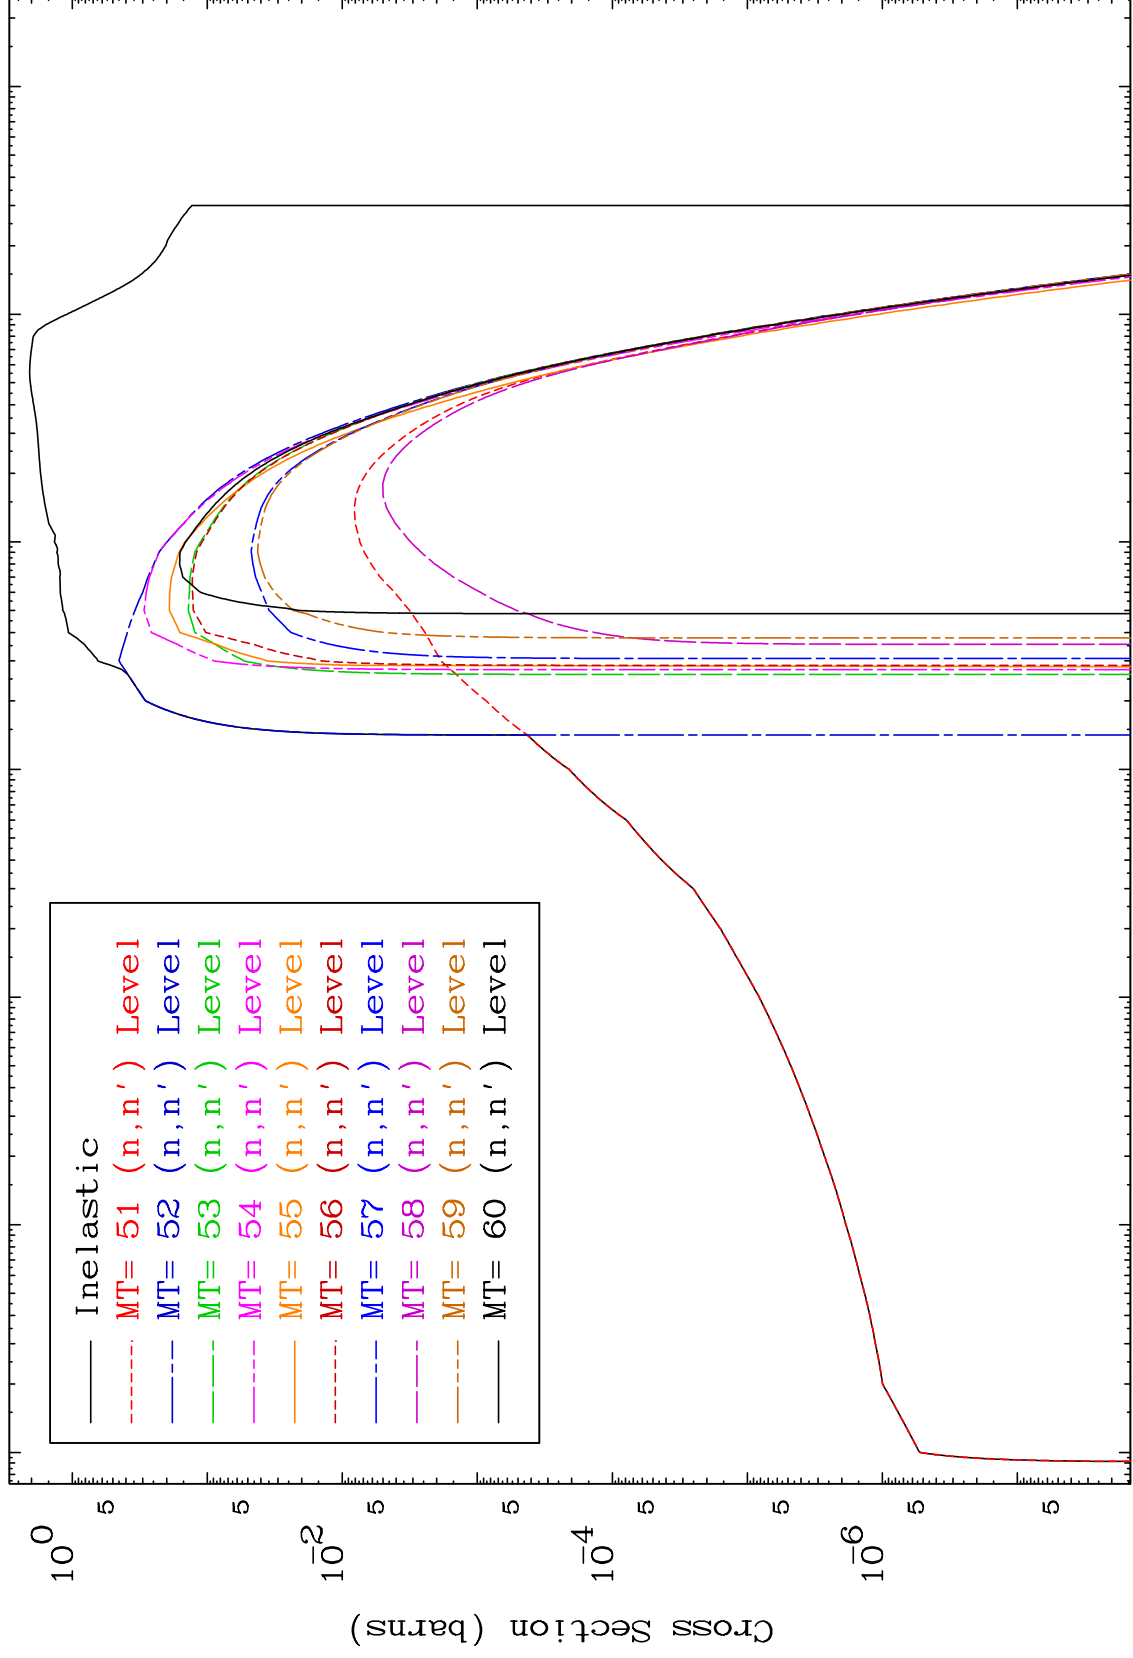 Cross Section (barns)
10^0
5
5
10^-2
5
5
10^-4
5
5
10^-6
5
5
Inelastic
MT= 51 (n,n') Level
MT= 52 (n,n') Level
MT= 53 (n,n') Level
MT= 54 (n,n') Level
MT= 55 (n,n') Level
MT= 56 (n,n') Level
MT= 57 (n,n') Level
MT= 58 (n,n') Level
MT= 59 (n,n') Level
MT= 60 (n,n') Level